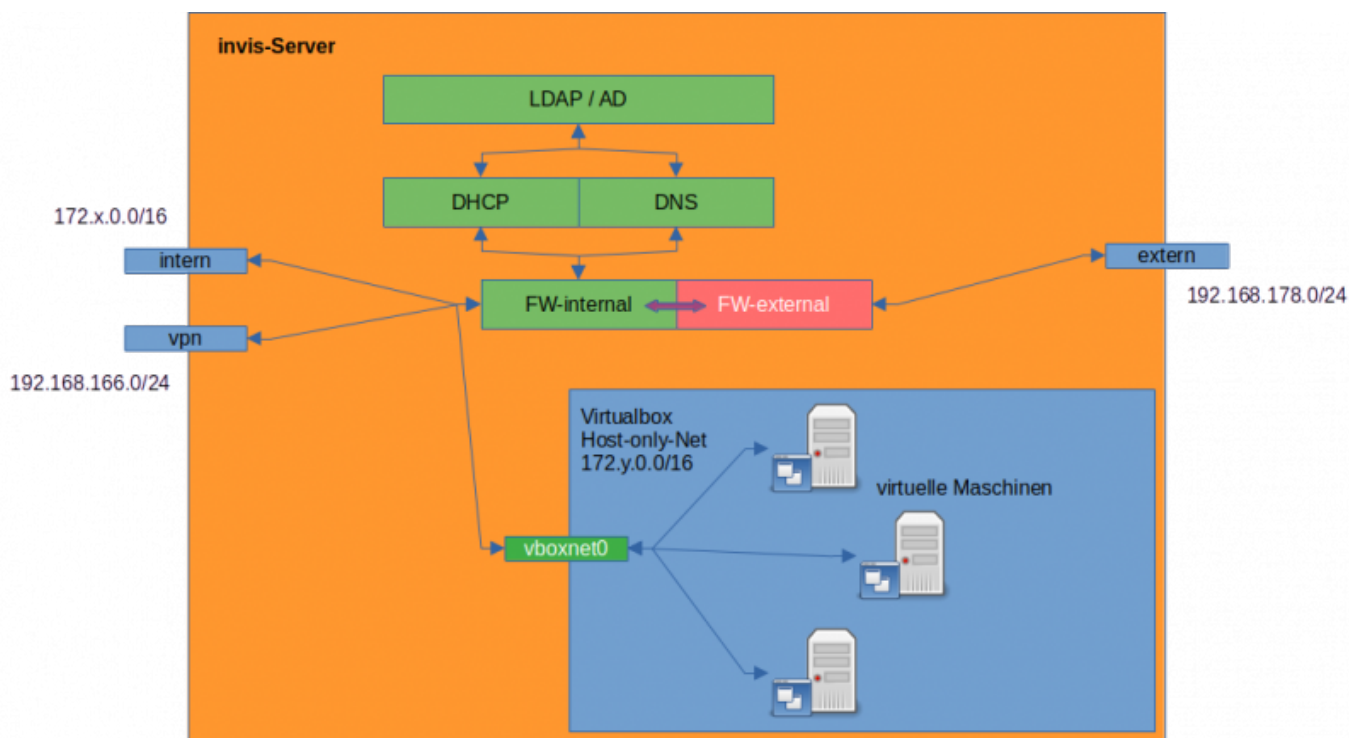 invis-Server
LDAP / AD
DHCP
DNS
172.x.0.0/16
intern
extern
FW-internal
FW-external
192.168.178.0/24
vpn
192.168.166.0/24
Virtualbox
Host-only-Net
172.y.0.0/16
virtuelle Maschinen
vboxnet0